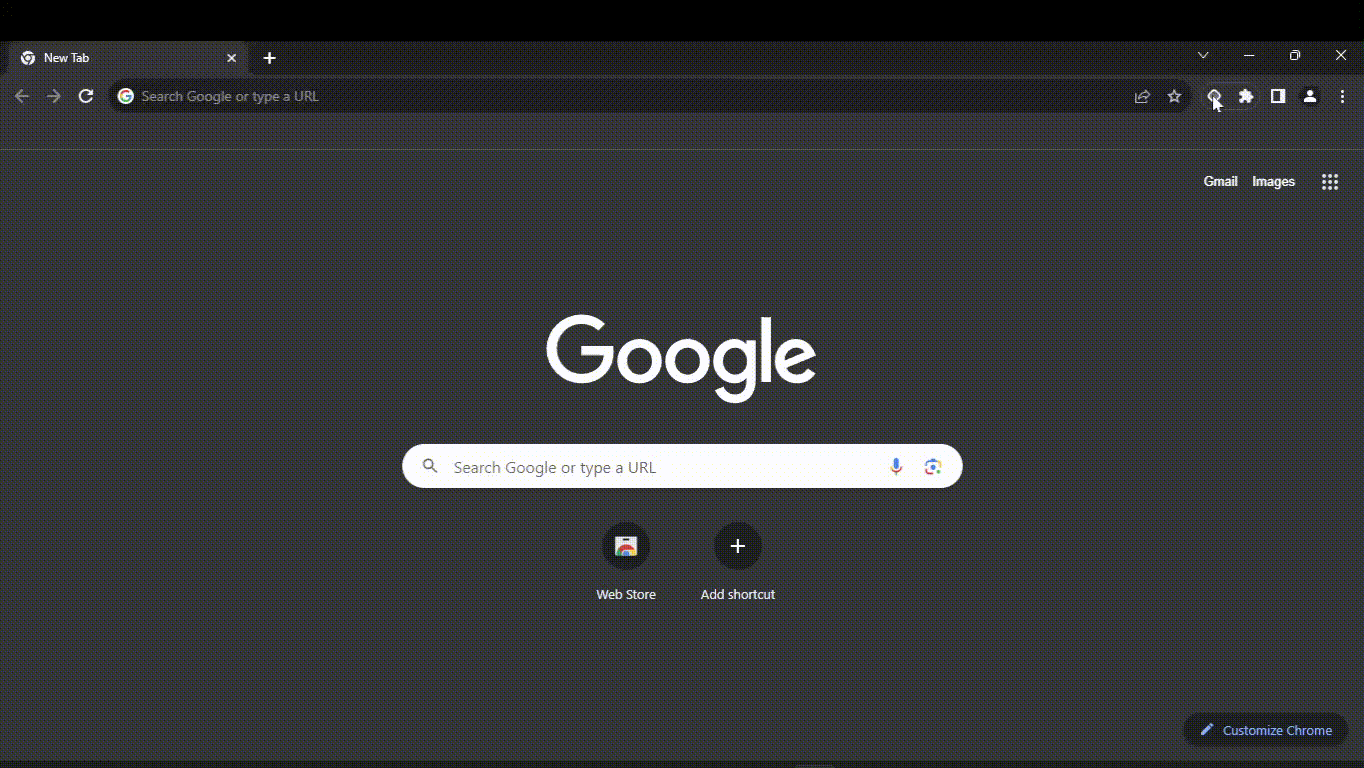 New Tab
Search Google or type a URL
Gmail Images
Google
Search Google or type a URL
Web Store Add shortcut
Customize Chrome